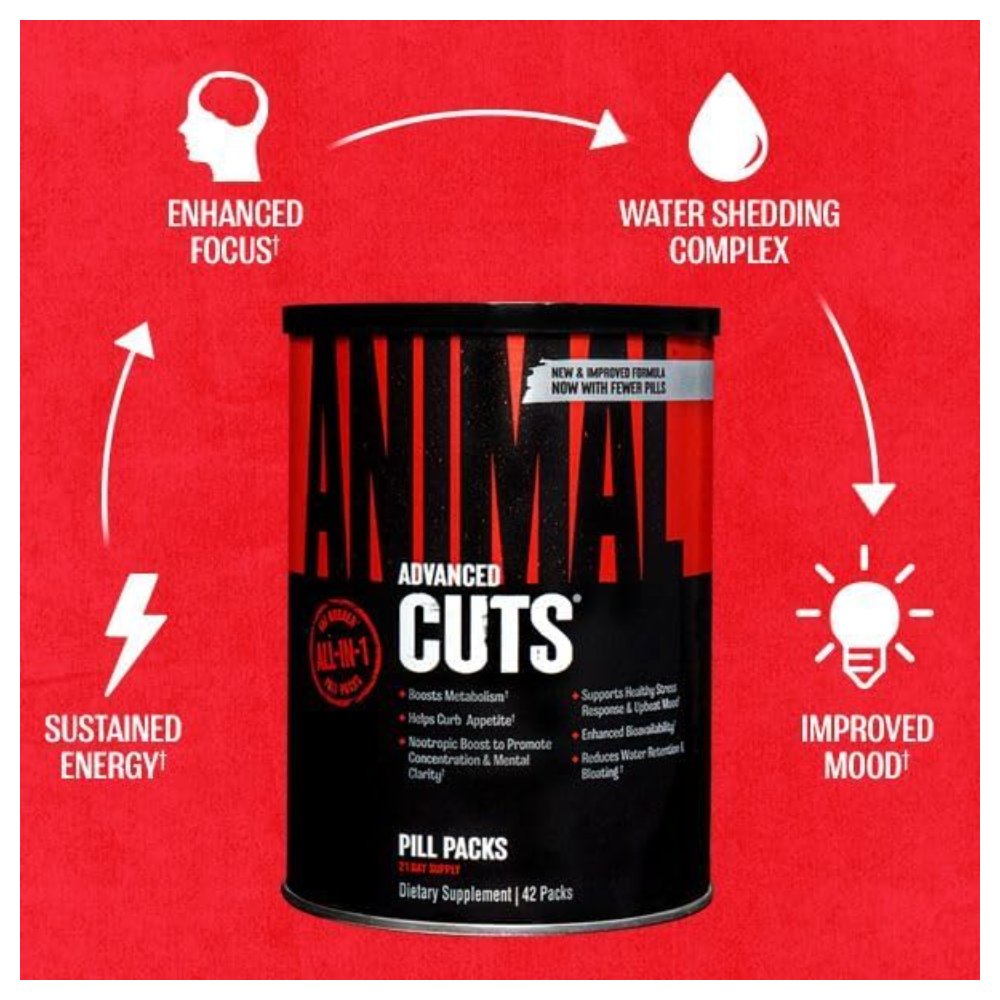 ENHANCED
FOCUS†
WATER SHEDDING
COMPLEX
ANIMAL
NEW & IMPROVED FORMULA
NOW WITH FEWER PILLS
ADVANCED
CUTS®
ALL-IN-1
PILL PACKS
Boosts Metabolism†
Helps Curb Appetite†
Nootropic Boost to Promote
Concentration & Mental
Clarity†
Supports Healthy Stress
Response & Upbeat Mood†
Enhanced Bioavailability†
Reduces Water Retention &
Bloating†
SUSTAINED
ENERGY†
IMPROVED
MOOD†
PILL PACKS
21 DAY SUPPLY
Dietary Supplement | 42 Packs